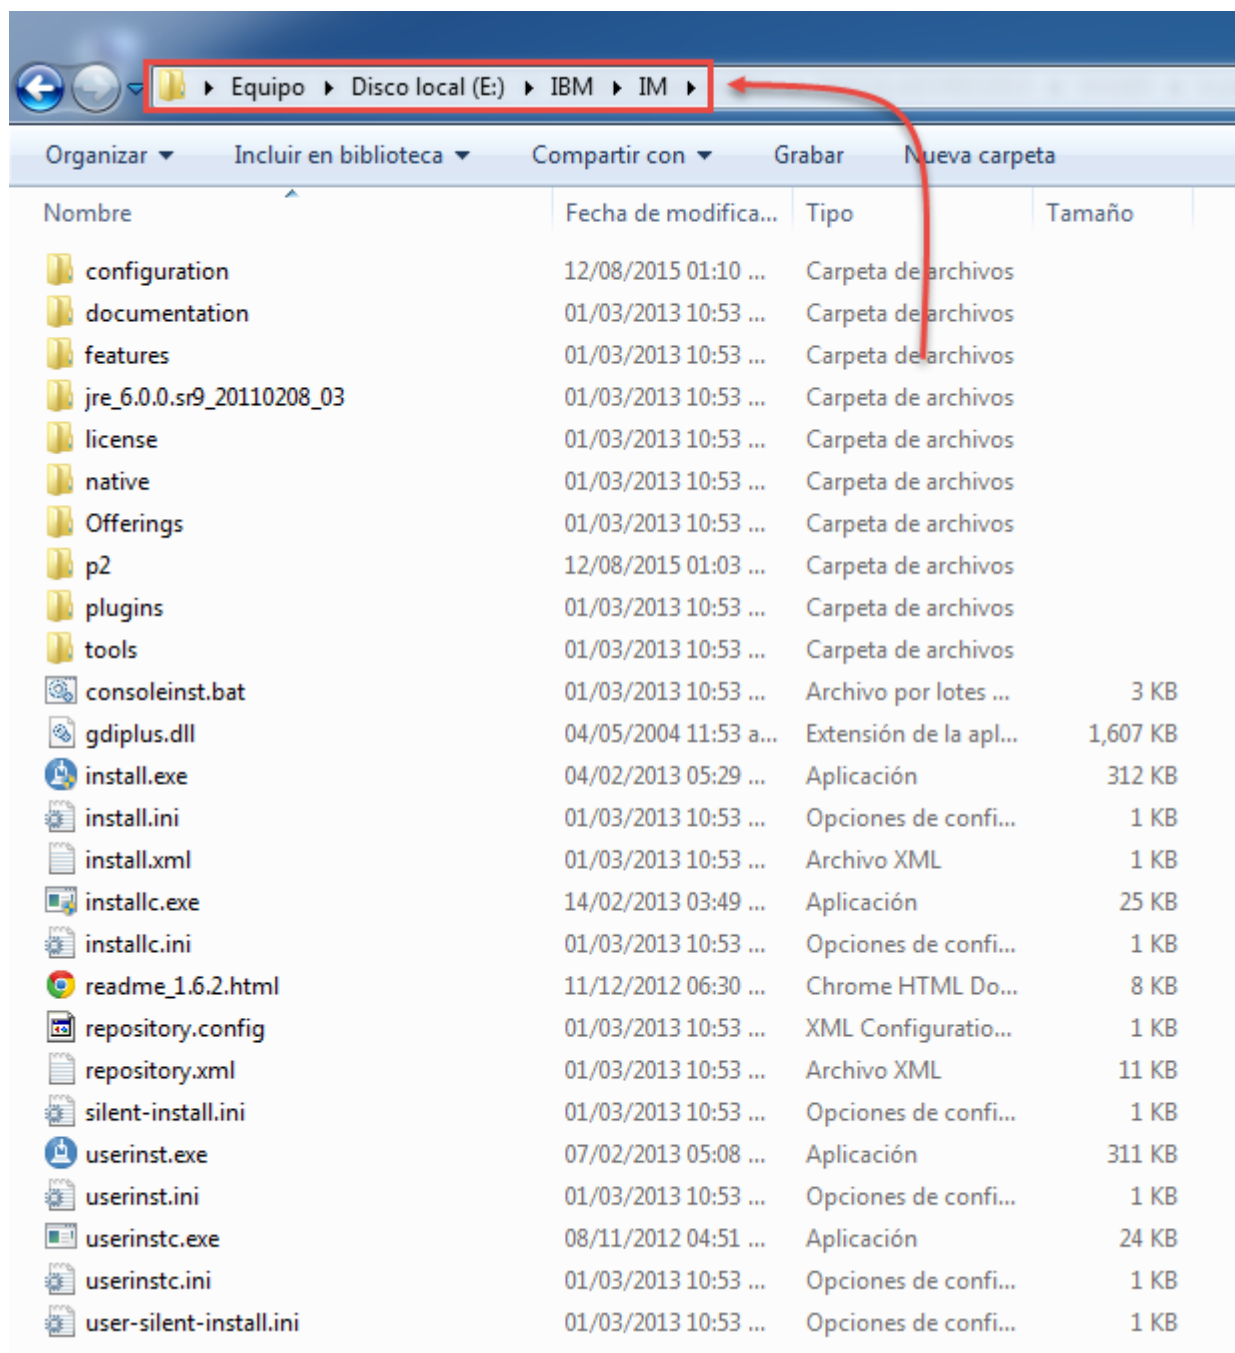 Equipo Disco local (E:) IBM IM
Organizar Incluir en biblioteca Compartir con Grabar Nueva carpeta
Nombre Fecha de modifica... Tipo Tamaño
configuration 12/08/2015 01:10 ... Carpeta de archivos
documentation 01/03/2013 10:53 ... Carpeta de archivos
features 01/03/2013 10:53 ... Carpeta de archivos
jre_6.0.0.sr9_20110208_03 01/03/2013 10:53 ... Carpeta de archivos
license 01/03/2013 10:53 ... Carpeta de archivos
native 01/03/2013 10:53 ... Carpeta de archivos
Offerings 01/03/2013 10:53 ... Carpeta de archivos
p2 12/08/2015 01:03 ... Carpeta de archivos
plugins 01/03/2013 10:53 ... Carpeta de archivos
tools 01/03/2013 10:53 ... Carpeta de archivos
consoleinst.bat 01/03/2013 10:53 ... Archivo por lotes ... 3 KB
gdiplus.dll 04/05/2004 11:53 a... Extensión de la apl... 1,607 KB
install.exe 04/02/2013 05:29 ... Aplicación 312 KB
install.ini 01/03/2013 10:53 ... Opciones de confi... 1 KB
install.xml 01/03/2013 10:53 ... Archivo XML 1 KB
installc.exe 14/02/2013 03:49 ... Aplicación 25 KB
installc.ini 01/03/2013 10:53 ... Opciones de confi... 1 KB
readme_1.6.2.html 11/12/2012 06:30 ... Chrome HTML Do... 8 KB
repository.config 01/03/2013 10:53 ... XML Configuratio... 1 KB
repository.xml 01/03/2013 10:53 ... Archivo XML 11 KB
silent-install.ini 01/03/2013 10:53 ... Opciones de confi... 1 KB
userinst.exe 07/02/2013 05:08 ... Aplicación 311 KB
userinst.ini 01/03/2013 10:53 ... Opciones de confi... 1 KB
userinstc.exe 08/11/2012 04:51 ... Aplicación 24 KB
userinstc.ini 01/03/2013 10:53 ... Opciones de confi... 1 KB
user-silent-install.ini 01/03/2013 10:53 ... Opciones de confi... 1 KB